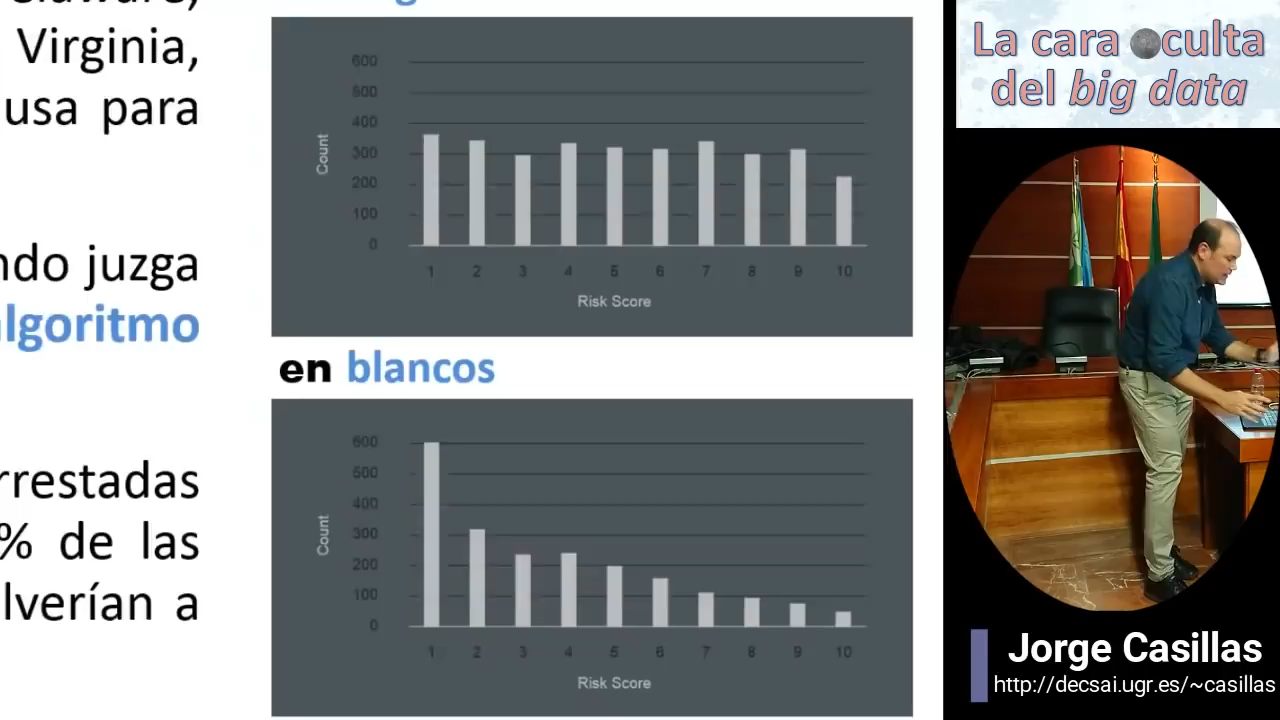 Virginia,
usa para
ndo juzga
algoritmo
rrestadas
% de las
lverían a
600
500
400
300
200
100
0
Count
1 2 3 4 5 6 7 8 9 10
Risk Score
en blancos
600
500
400
300
200
100
0
Count
1 2 3 4 5 6 7 8 9 10
Risk Score
La cara oculta
del big data
Jorge Casillas
http://decsai.ugr.es/~casillas